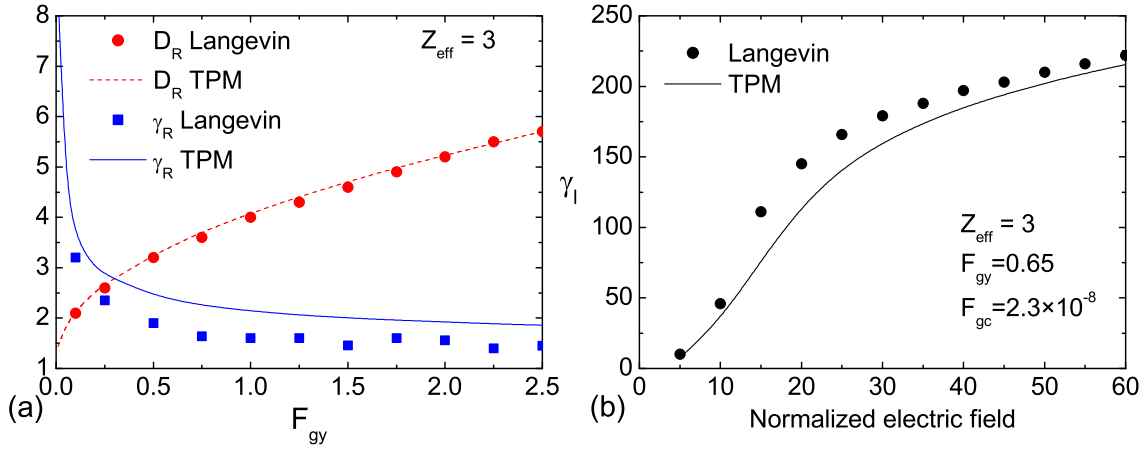 8
7
6
5
4
3
2
1
D_R Langevin
D_R TPM
γ_R Langevin
γ_R TPM
Z_eff = 3
0.0 0.5 1.0 1.5 2.0 2.5
F_gy
(a)
250
200
150
100
50
0
γ_I
Langevin
TPM
Z_eff = 3
F_gy=0.65
F_gc=2.3×10^-8
0 10 20 30 40 50 60
Normalized electric field
(b)